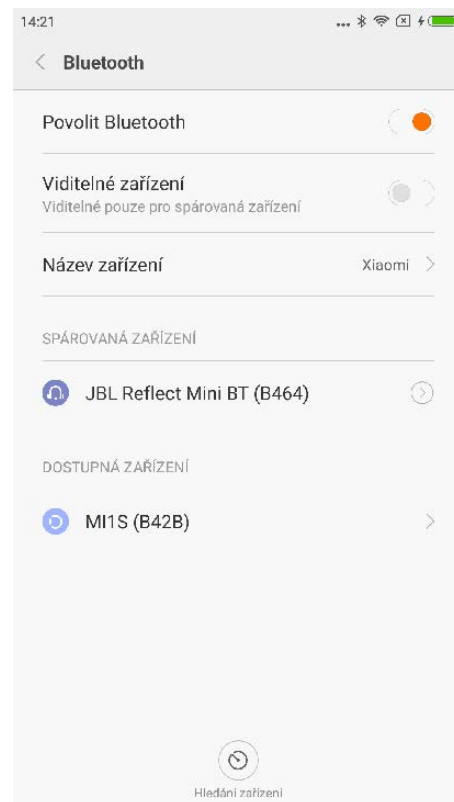 14:21
Bluetooth
Povolit Bluetooth
Viditelné zařízení
Viditelné pouze pro spárovaná zařízení
Název zařízení Xiaomi
SPÁROVANÁ ZAŘÍZENÍ
JBL Reflect Mini BT (B464)
DOSTUPNÁ ZAŘÍZENÍ
MI1S (B42B)
Hledání zařízení